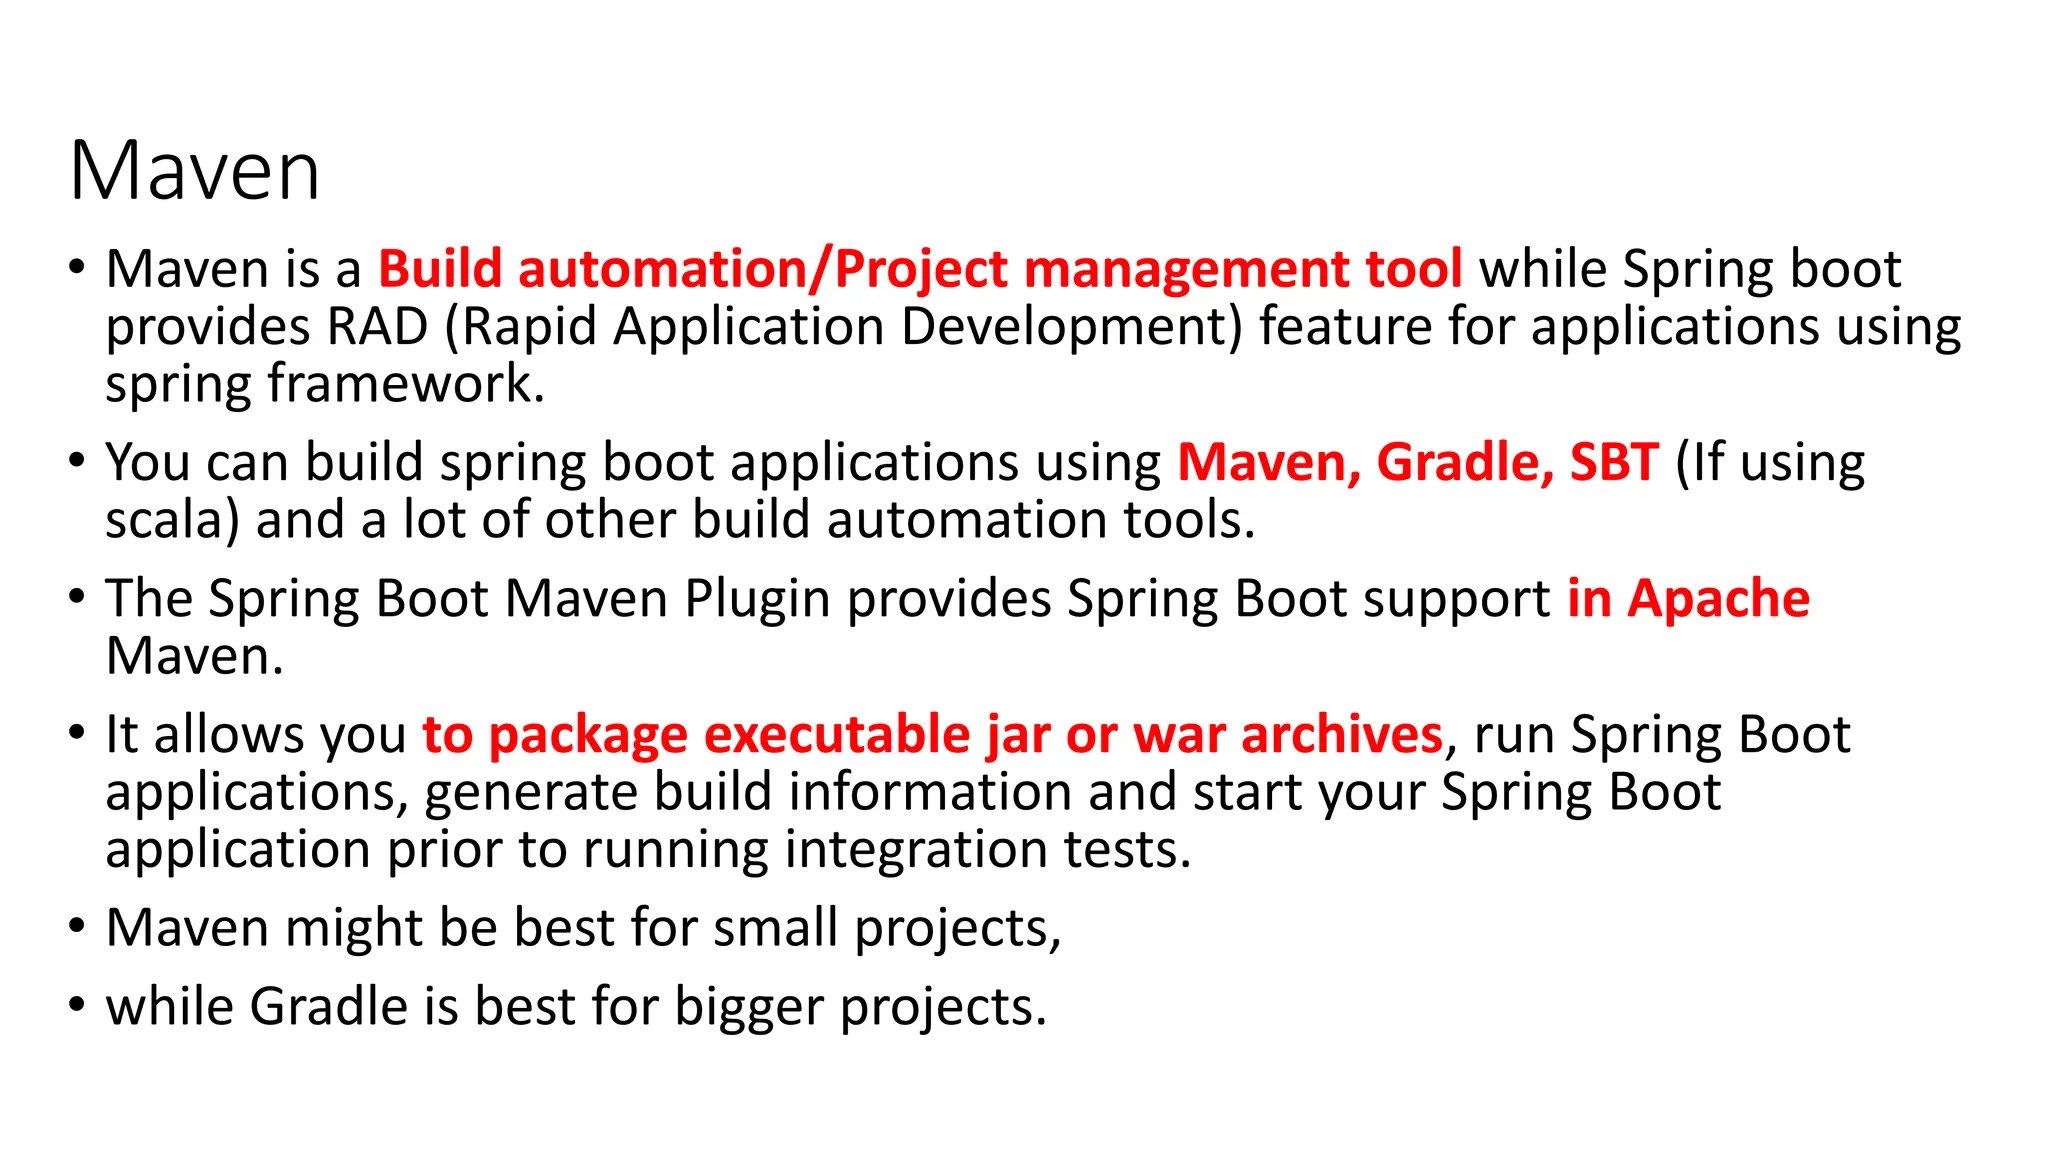 Maven
• Maven is a Build automation/Project management tool while Spring boot
provides RAD (Rapid Application Development) feature for applications using
spring framework.
• You can build spring boot applications using Maven, Gradle, SBT (If using
scala) and a lot of other build automation tools.
• The Spring Boot Maven Plugin provides Spring Boot support in Apache
Maven.
• It allows you to package executable jar or war archives, run Spring Boot
applications, generate build information and start your Spring Boot
application prior to running integration tests.
• Maven might be best for small projects,
• while Gradle is best for bigger projects.